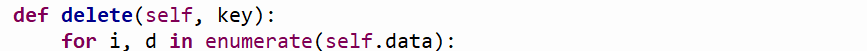 def delete(self, key):
    for i, d in enumerate(self.data):